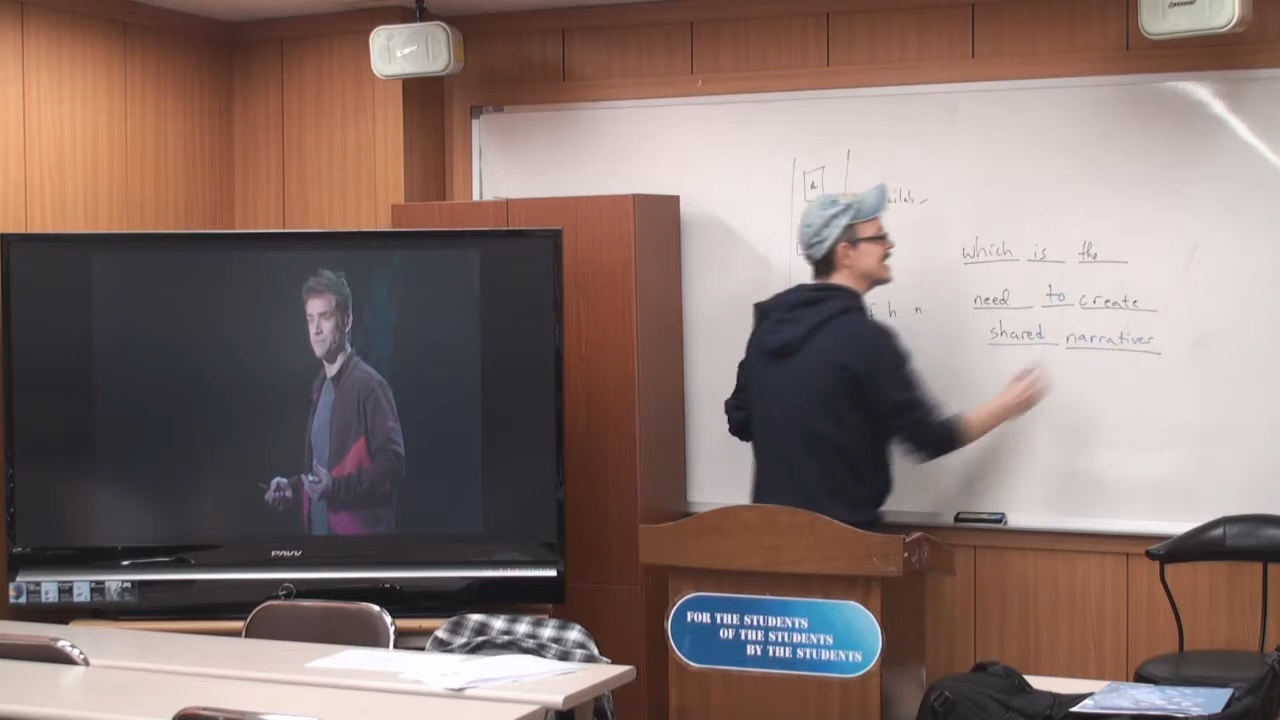 A
which is the
f h n
need to create
shared narratives
PAVV
FOR THE STUDENTS
OF THE STUDENTS
BY THE STUDENTS